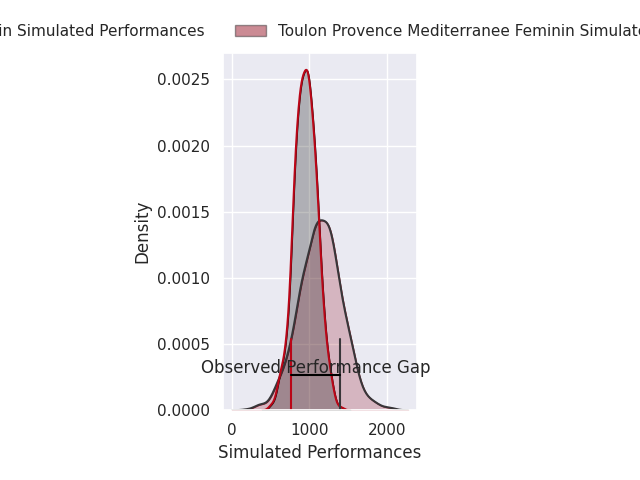 in Simulated Performances
Toulon Provence Mediterranee Feminin Simulate
0.0025
0.0020
0.0015
0.0010
0.0005
0.0000
Density
Observed Performance Gap
0 1000 2000
Simulated Performances